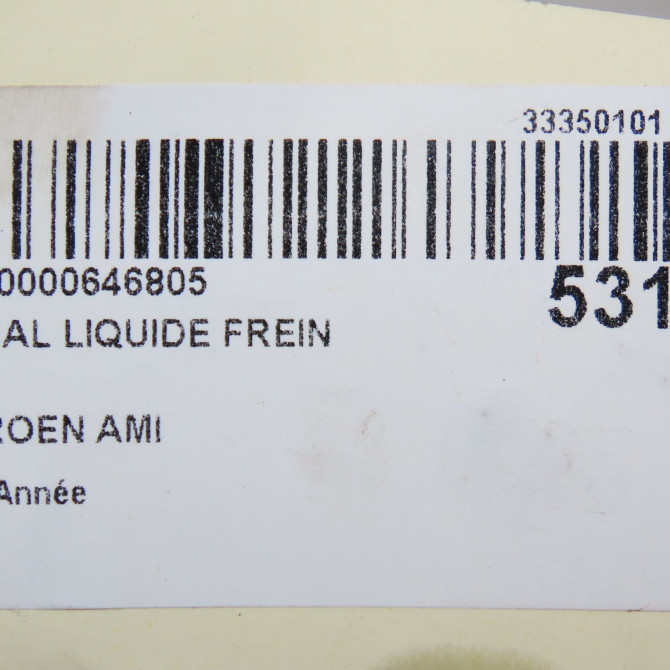 33350101
0000646805
531
AL LIQUIDE FREIN
ROEN AMI
Année